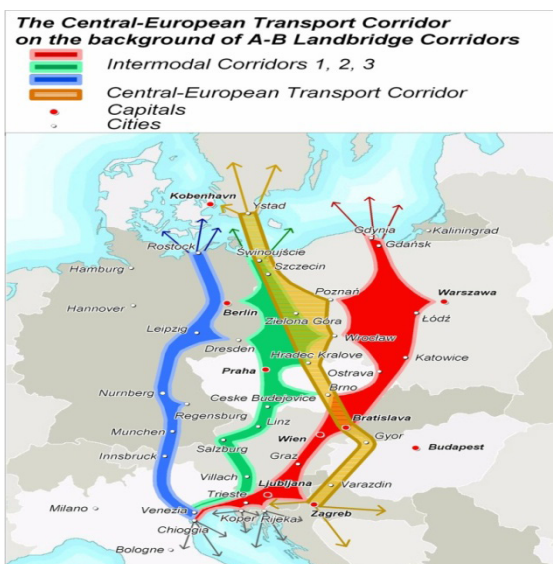 The Central-European Transport Corridor
on the background of A-B Landbridge Corridors
Intermodal Corridors 1, 2, 3
Central-European Transport Corridor
Capitals
Cities
Kobenhavn
Ystad
Gdynia
Kaliningrad
Gdańsk
Rostock
Świnoujście
Szczecin
Hamburg
Poznań
Warszawa
Hannover
Berlin
Zielona Góra
Łódź
Leipzig
Wrocław
Dresden
Hradec Kralove
Katowice
Praha
Ostrava
Nurnberg
Brno
Ceske Budejovice
Regensburg
Bratislava
Linz
Munchen
Wien
Gyor
Budapest
Salzburg
Innsbruck
Graz
Villach
Ljubljana
Varazdin
Trieste
Milano
Venezia
Koper
Rijeka
Zagreb
Chioggia
Bologne